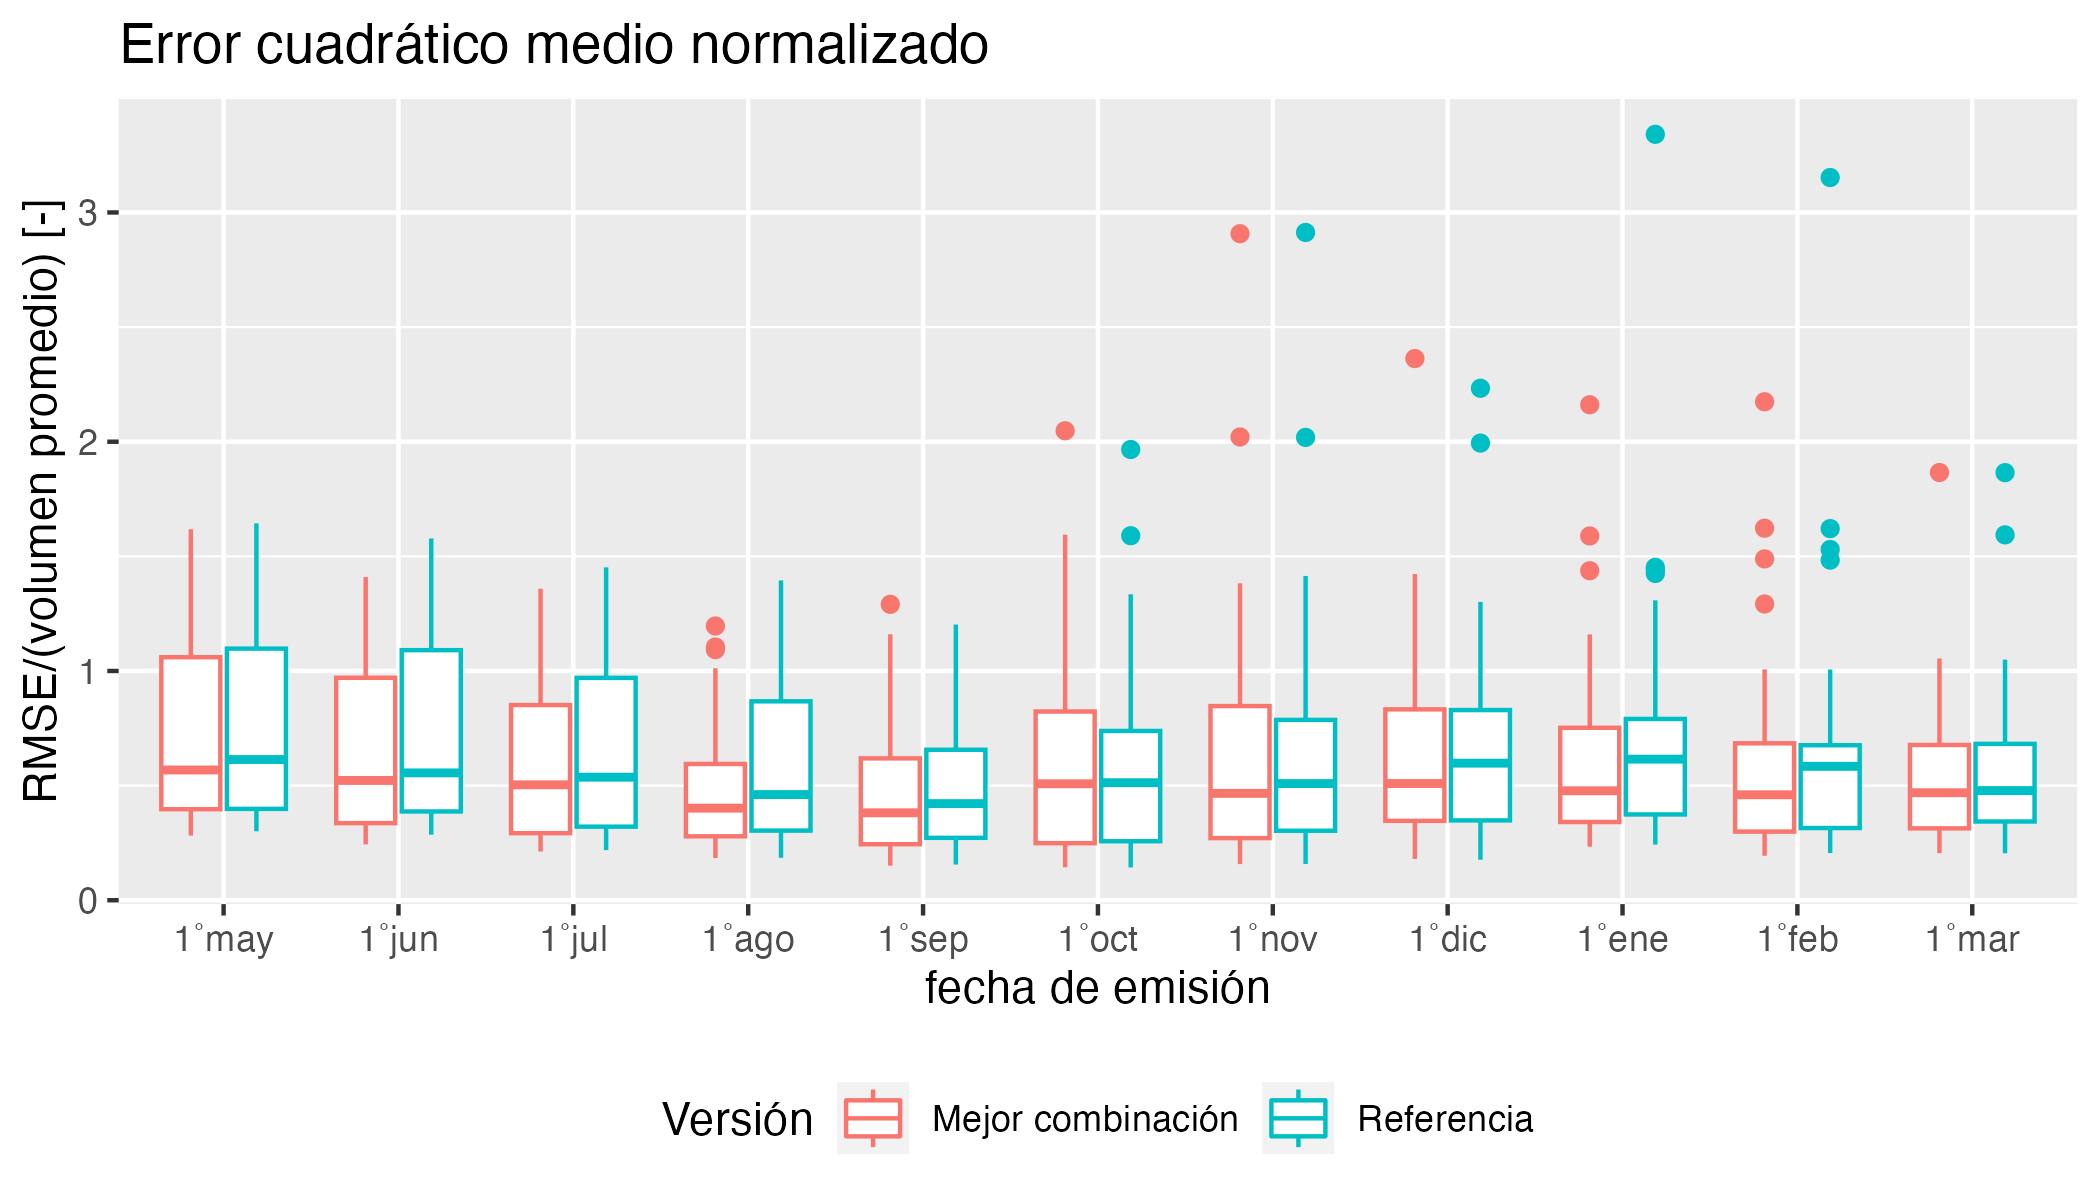 Error cuadrático medio normalizado
RMSE/(volumen promedio) [-]
3
2
1
0
1°may 1°jun 1°jul 1°ago 1°sep 1°oct 1°nov 1°dic 1°ene 1°feb 1°mar
fecha de emisión
Versión Mejor combinación Referencia